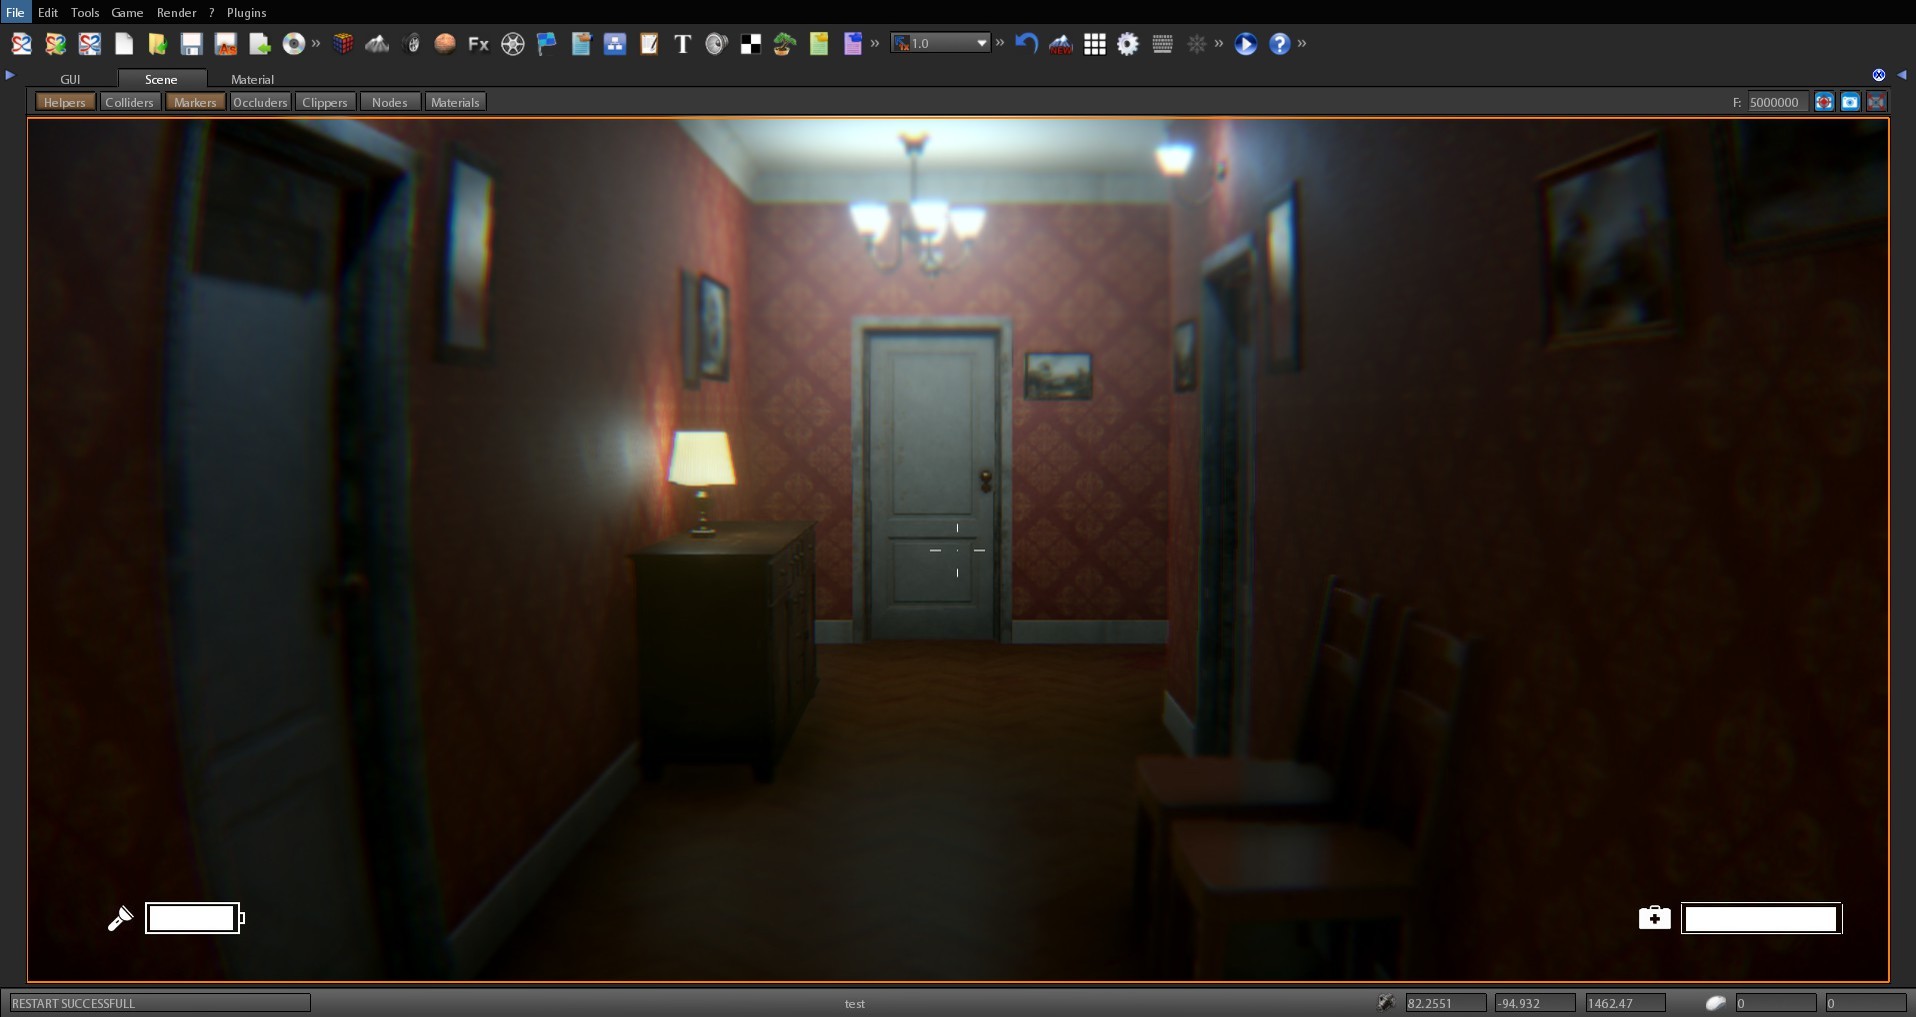 File Edit Tools Game Render ? Plugins
Fx T 1.0 NEW ?
GUI Scene Material
Helpers Colliders Markers Occluders Clippers Nodes Materials F: 5000000
RESTART SUCCESSFULL test 82.2551 -94.932 1462.47 0 0